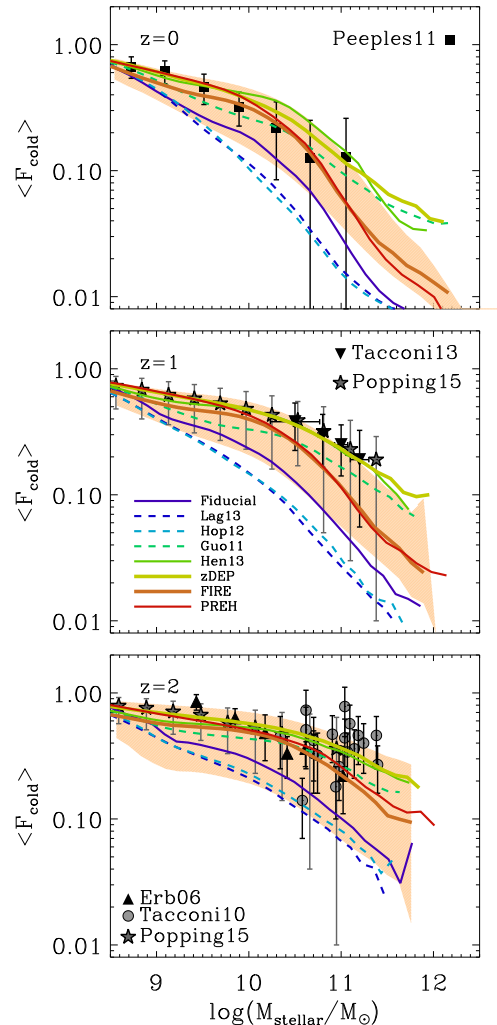 z=0
Peeples11
1.00
0.10
0.01
<F_cold>
z=1
Tacconi13
Popping15
1.00
0.10
0.01
<F_cold>
Fiducial
Lag13
Hop12
Guo11
Hen13
zDEP
FIRE
PREH
z=2
1.00
0.10
0.01
<F_cold>
Erb06
Tacconi10
Popping15
9 10 11 12
log(M_stellar/M_⊙)